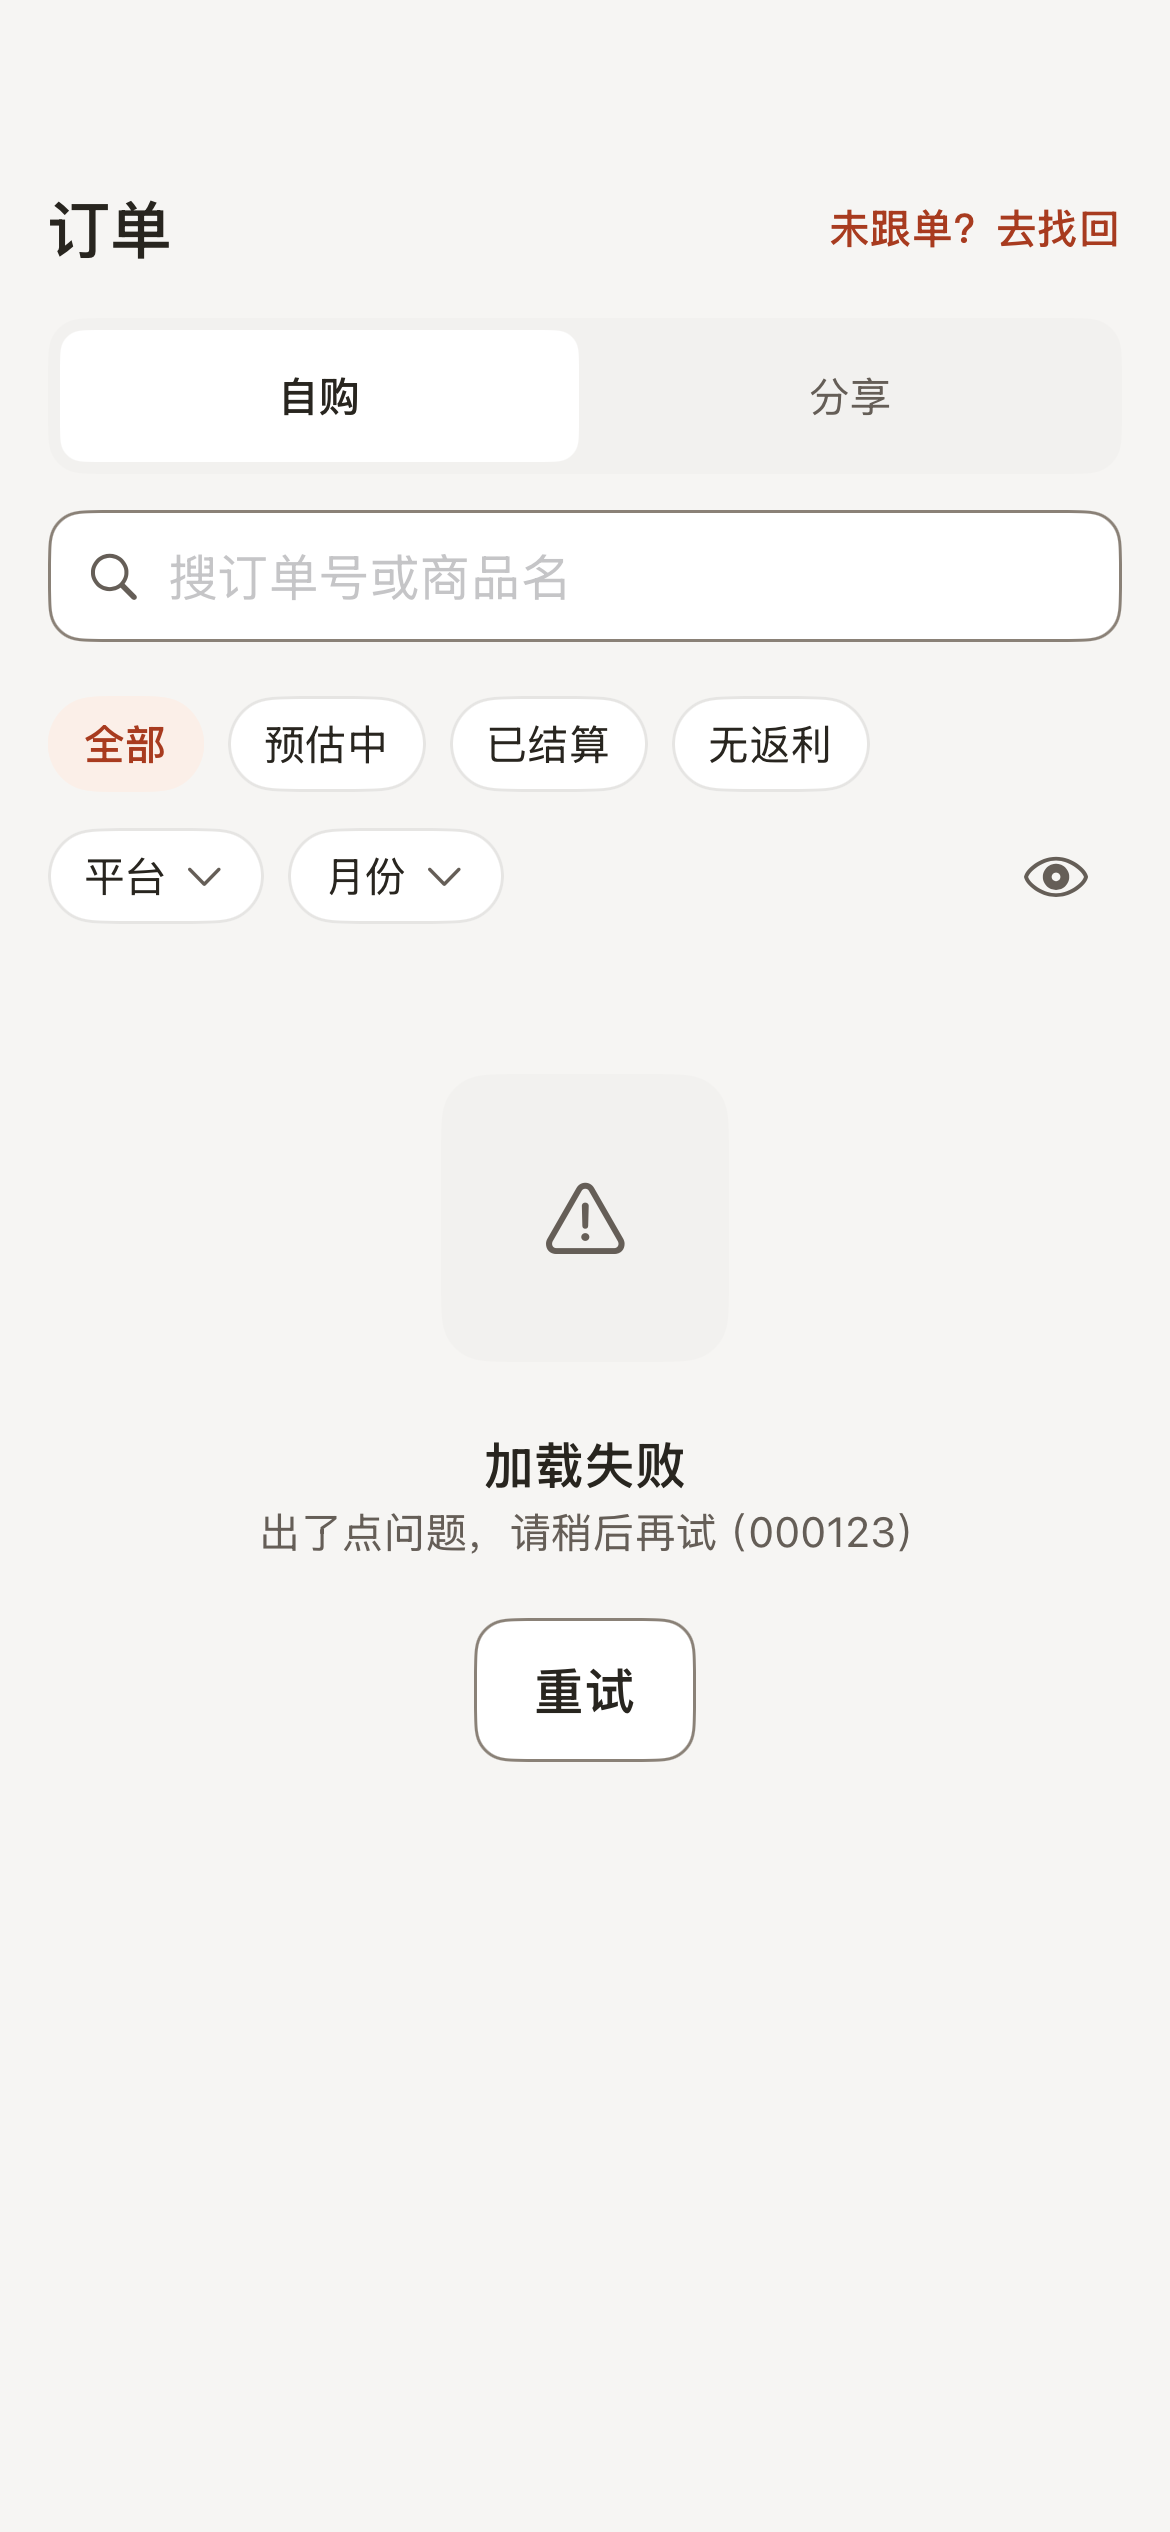 订单
未跟单？去找回
自购
分享
搜订单号或商品名
全部
预估中
已结算
无返利
平台
月份
加载失败
出了点问题，请稍后再试 (000123)
重试